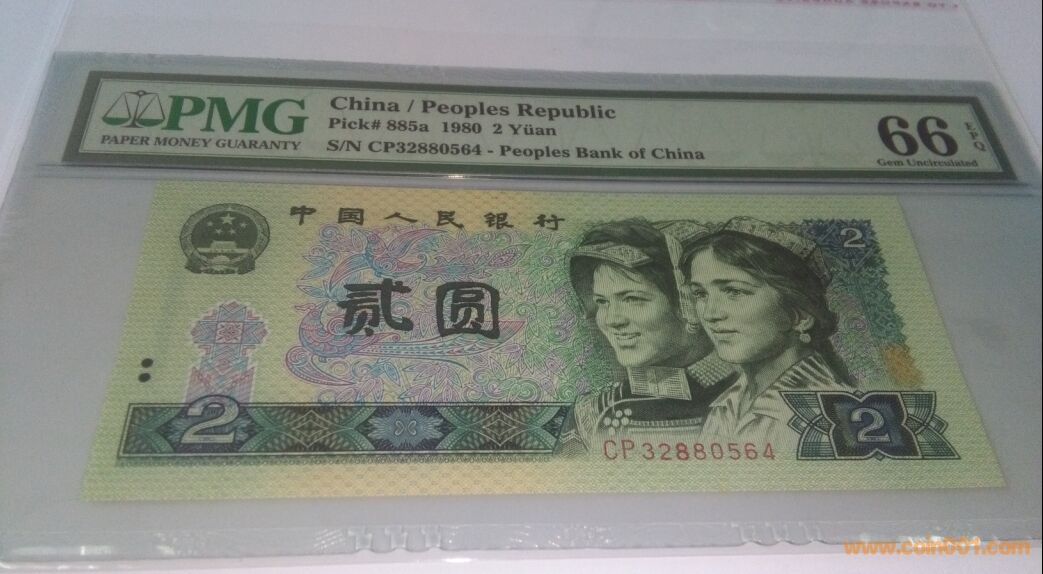 PMG
PAPER MONEY GUARANTY
China / Peoples Republic
Pick# 885a 1980 2 Yüan
S/N CP32880564 - Peoples Bank of China
66 EPQ
Gem Uncirculated
中国人民银行
2
贰圆
2
2
CP32880564
www.coin001.com